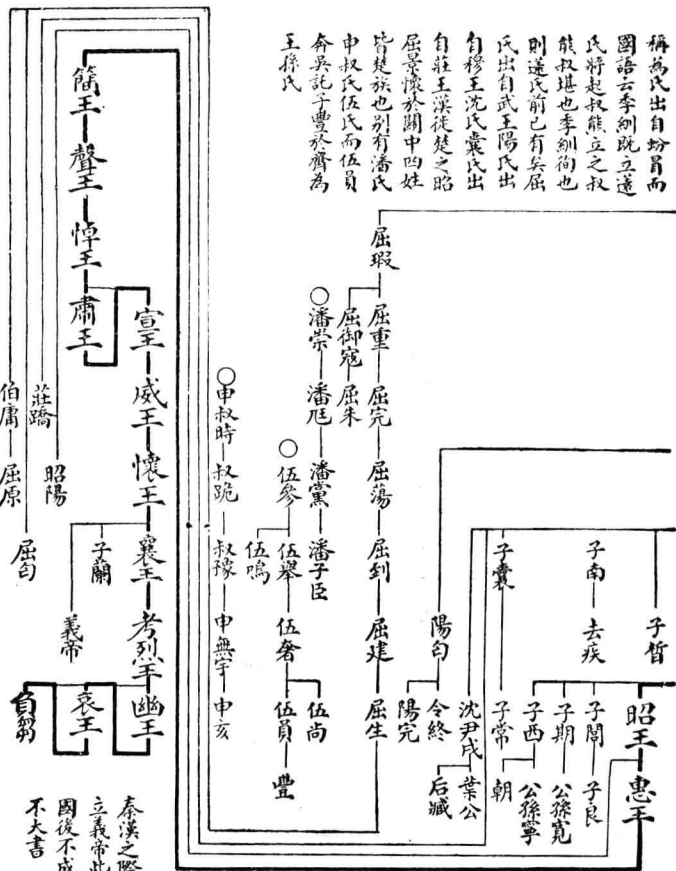 稱為氏出自蚡冒而
國語云季紃既立薳
氏將起叔熊立之叔
熊叔堪也季紃徇也
則薳氏前已有矣屈
氏出自武王陽氏出
自穆王沈氏囊氏出
自莊王漢徙楚之昭
屈景懷於關中四姓
皆楚族也別有潘氏
申叔氏伍氏而伍員
奔吳託子豐於齊為
王孫氏
子晳
子南 去疾
子囊 子常
昭王 惠王
子閭 子良
子期 公孫寬
子西 公孫寧 朝
沈尹戌 葉公 后臧
陽匄 令終 陽完
屈瑕
屈重 屈完 屈蕩 屈到 屈建 屈生
屈御寇 屈朱
潘崇 潘尫 潘黨 潘子臣
伍參 伍舉 伍奢 伍尚
伍鳴 伍員 豐
申叔時 叔跪 叔豫 申無宇 申亥
簡王 聲王 悼王 肅王
宣王 威王 懷王 襄王 考烈王 幽王
子蘭
義帝
哀王
負芻
莊蹻 昭陽
伯庸 屈原
屈匄
秦漢之際
立義帝此
國後不成
不大書